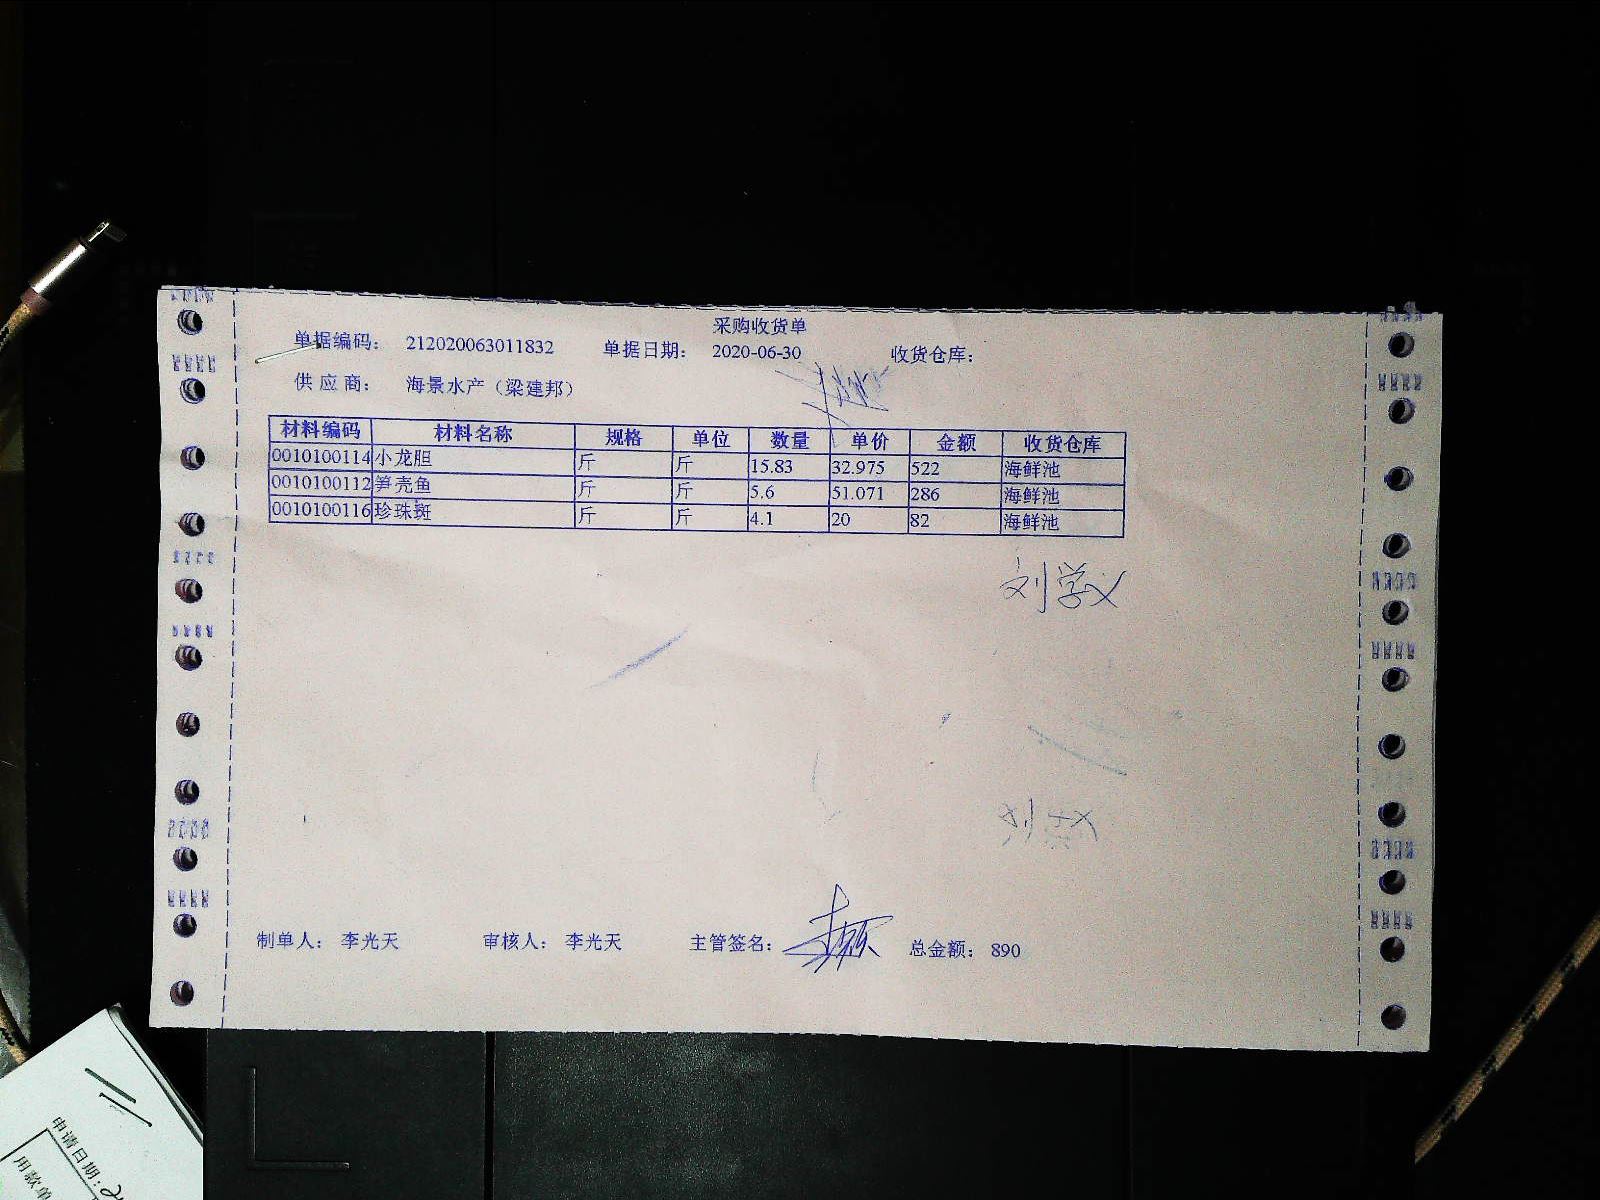 采购收货单
单据编码： 212020063011832 单据日期： 2020-06-30 收货仓库：
供 应 商： 海景水产（梁建邦）
材料编码 材料名称 规格 单位 数量 单价 金额 收货仓库
0010100114 小龙胆 斤 斤 15.83 32.975 522 海鲜池
0010100112 笋壳鱼 斤 斤 5.6 51.071 286 海鲜池
0010100116 珍珠斑 斤 斤 4.1 20 82 海鲜池
刘学义
制单人： 李光天 审核人： 李光天 主管签名： 总金额： 890
申请日期：
用款单